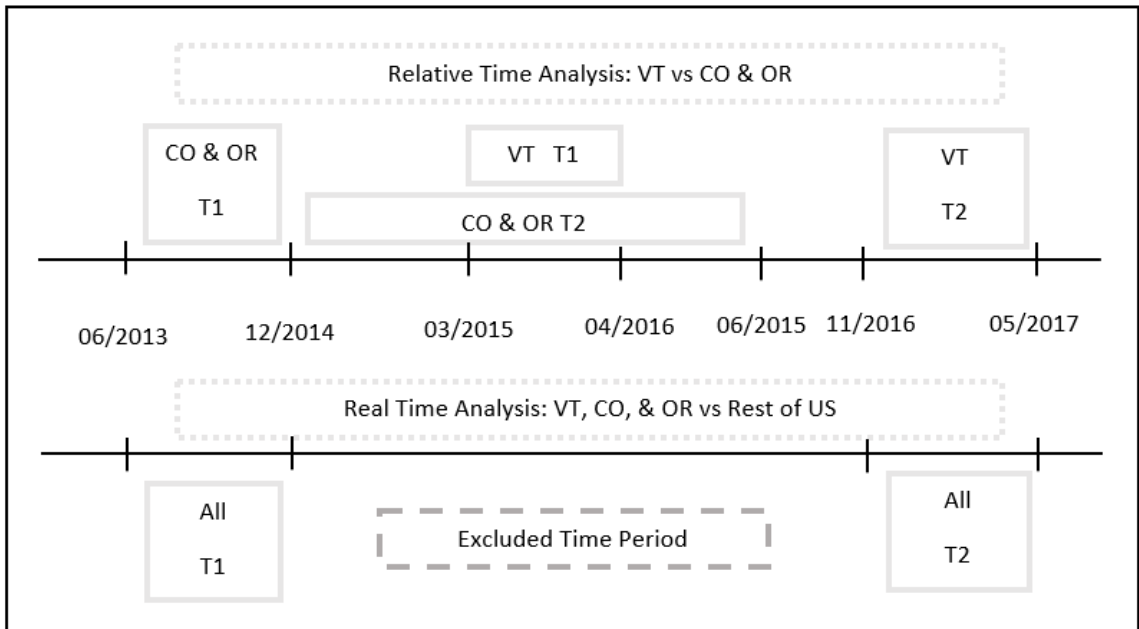 Relative Time Analysis: VT vs CO & OR
CO & OR
T1
VT T1
CO & OR T2
VT
T2
06/2013
12/2014
03/2015
04/2016
06/2015
11/2016
05/2017
Real Time Analysis: VT, CO, & OR vs Rest of US
All
T1
Excluded Time Period
All
T2